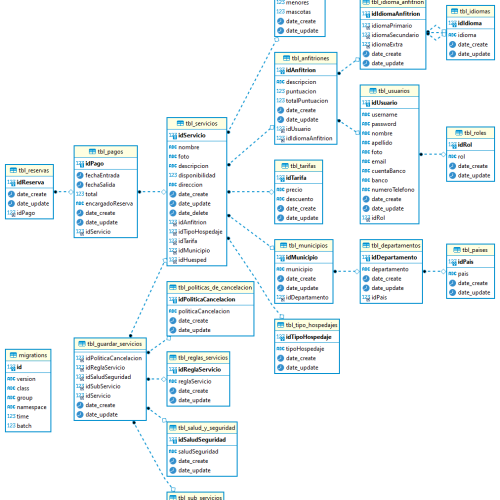 menores
mascotas
date_create
date_update
tbl_idioma_anfitrion
idIdiomaAnfitrion
idiomaPrimario
idiomaSecundario
idiomaExtra
date_create
date_update
tbl_idiomas
idIdioma
idioma
date_create
date_update
tbl_anfitriones
idAnfitrion
descripcion
puntuacion
totalPuntuacion
date_create
date_update
idUsuario
idIdiomaAnfitrion
tbl_usuarios
idUsuario
username
password
nombre
apellido
foto
email
cuentaBanco
banco
numeroTelefono
date_create
date_update
idRol
tbl_roles
idRol
rol
date_create
date_update
tbl_servicios
idServicio
nombre
foto
descripcion
disponibilidad
direccion
date_create
date_update
date_delete
idAnfitrion
idTipoHospedaje
idTarifa
idMunicipio
idHuesped
tbl_pagos
idPago
fechaEntrada
fechaSalida
total
encargadoReserva
date_create
date_update
idServicio
tbl_reservas
idReserva
date_create
date_update
idPago
tbl_tarifas
idTarifa
precio
descuento
date_create
date_update
tbl_municipios
idMunicipio
municipio
date_create
date_update
idDepartamento
tbl_departamentos
idDepartamento
departamento
date_create
date_update
idPais
tbl_paises
idPais
pais
date_create
date_update
tbl_politicas_de_cancelacion
idPoliticaCancelacion
politicaCancelacion
date_create
date_update
tbl_tipo_hospedajes
idTipoHospedaje
tipoHospedaje
date_create
date_update
tbl_guardar_servicios
idPoliticaCancelacion
idReglaServicio
idSaludSeguridad
idSubServicio
idServicio
date_create
date_update
migrations
id
version
class
group
namespace
time
batch
tbl_reglas_servicios
idReglaServicio
reglaServicio
date_create
date_update
tbl_salud_y_seguridad
idSaludSeguridad
saludSeguridad
date_create
date_update
tbl_sub_servicios